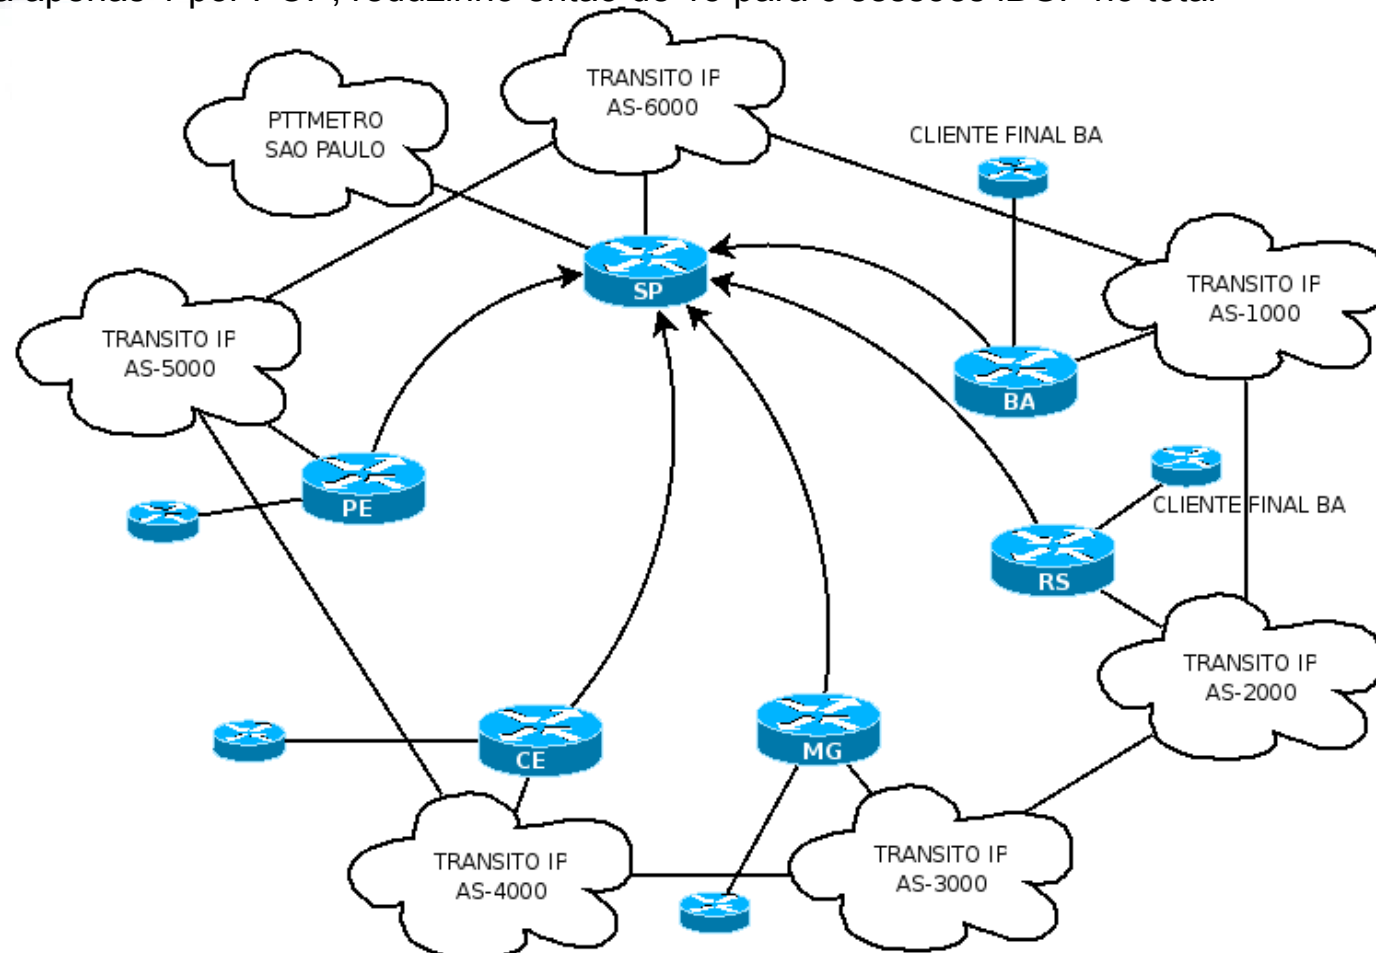 PTTMETRO
SAO PAULO
TRANSITO IP
AS-6000
CLIENTE FINAL BA
TRANSITO IP
AS-1000
SP
TRANSITO IP
AS-5000
BA
PE
CLIENTE FINAL BA
RS
TRANSITO IP
AS-2000
CE
MG
TRANSITO IP
AS-4000
TRANSITO IP
AS-3000